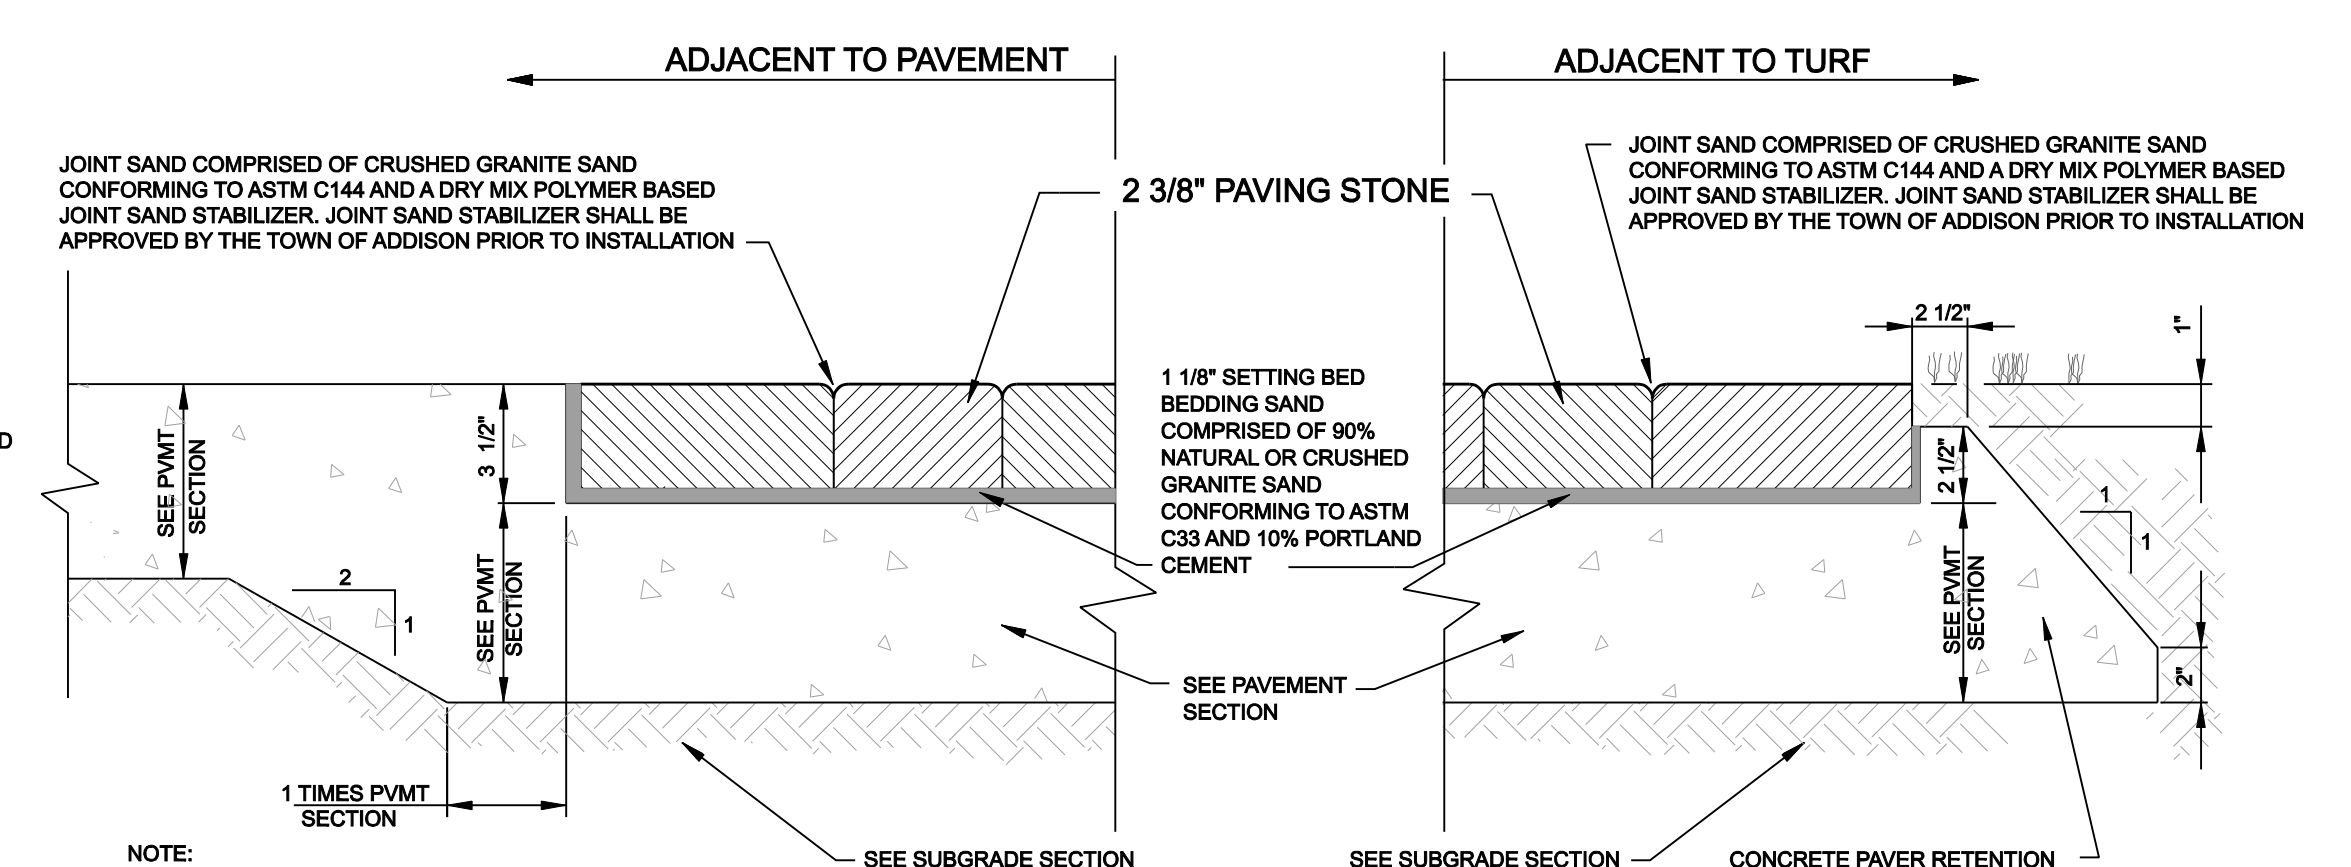 ADJACENT TO PAVEMENT
ADJACENT TO TURF
JOINT SAND COMPRISED OF CRUSHED GRANITE SAND
CONFORMING TO ASTM C144 AND A DRY MIX POLYMER BASED
JOINT SAND STABILIZER. JOINT SAND STABILIZER SHALL BE
APPROVED BY THE TOWN OF ADDISON PRIOR TO INSTALLATION
2 3/8" PAVING STONE
JOINT SAND COMPRISED OF CRUSHED GRANITE SAND
CONFORMING TO ASTM C144 AND A DRY MIX POLYMER BASED
JOINT SAND STABILIZER. JOINT SAND STABILIZER SHALL BE
APPROVED BY THE TOWN OF ADDISON PRIOR TO INSTALLATION
2 1/2"
1"
1 1/8" SETTING BED
BEDDING SAND
COMPRISED OF 90%
NATURAL OR CRUSHED
GRANITE SAND
CONFORMING TO ASTM
C33 AND 10% PORTLAND
CEMENT
D
SEE PVMT
SECTION
3 1/2"
2 1/2"
1
1
2
1
SEE PVMT
SECTION
SEE PVMT
SECTION
2"
SEE PAVEMENT
SECTION
1 TIMES PVMT
SECTION
NOTE:
SEE SUBGRADE SECTION
SEE SUBGRADE SECTION
CONCRETE PAVER RETENTION